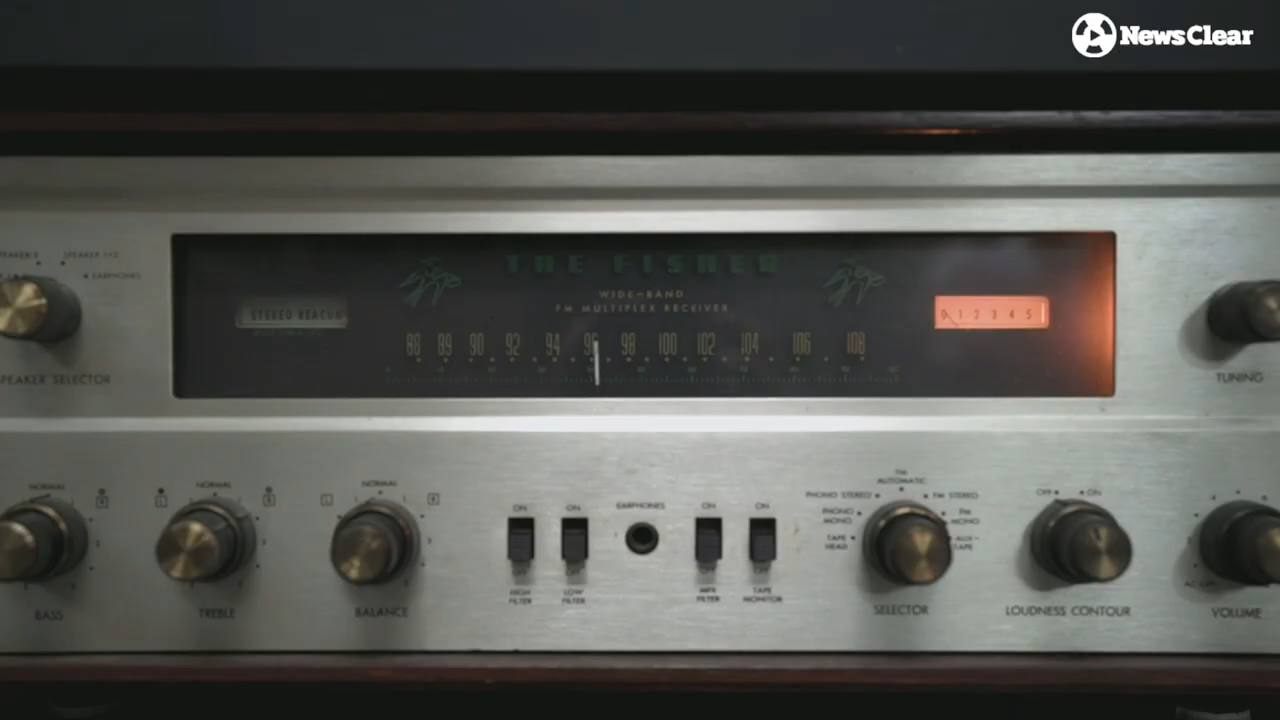 NewsClear
THE FISHER
WIDE-BAND
FM MULTIPLEX RECEIVER
STEREO BEACON
0 1 2 3 4 5
88 89 90 92 94 96 98 100 102 104 106 108
SPEAKER 1+2
EARPHONES
SPEAKER SELECTOR
TUNING
NORMAL
NORMAL
L
R
NORMAL
L
R
BASS
TREBLE
BALANCE
ON
ON
EARPHONES
ON
ON
HIGH FILTER
LOW FILTER
MPX FILTER
TAPE MONITOR
FM AUTOMATIC
PHONO STEREO
FM STEREO
PHONO MONO
FM MONO
TAPE HEAD
AUX-TAPE
SELECTOR
OFF
ON
LOUDNESS CONTOUR
VOLUME